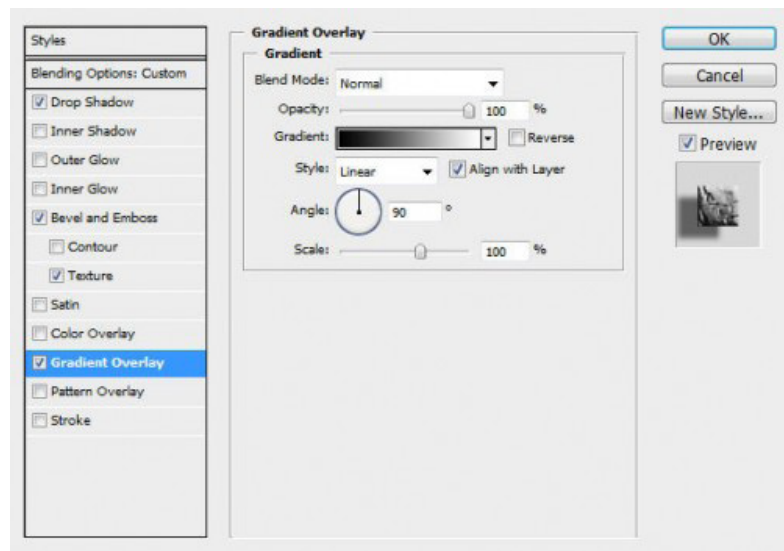 Styles
Blending Options: Custom
Drop Shadow
Inner Shadow
Outer Glow
Inner Glow
Bevel and Emboss
Contour
Texture
Satin
Color Overlay
Gradient Overlay
Pattern Overlay
Stroke
Gradient Overlay
Gradient
Blend Mode: Normal
Opacity: 100 %
Gradient: Reverse
Style: Linear Align with Layer
Angle: 90 °
Scale: 100 %
OK
Cancel
New Style...
Preview